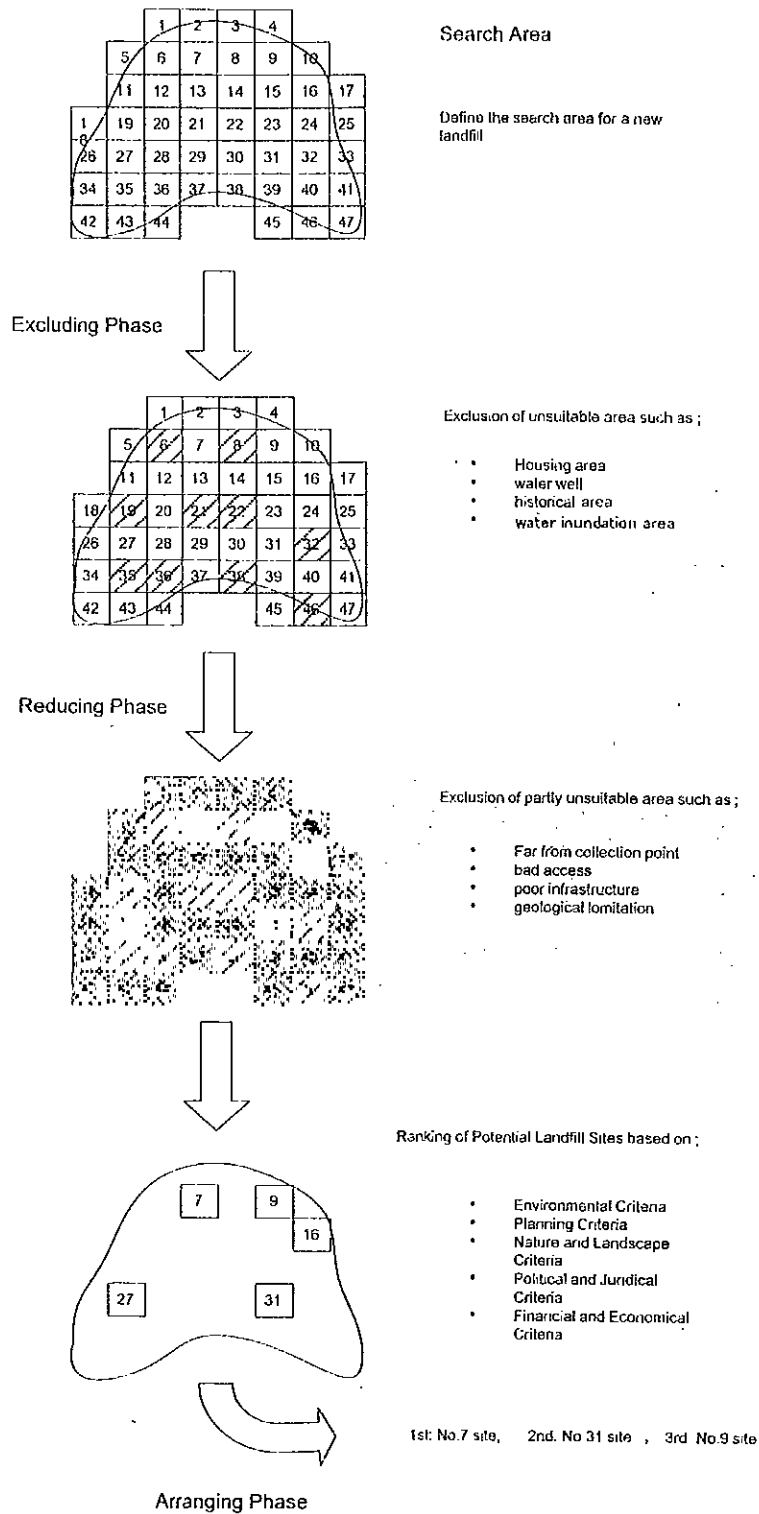 1 2 3 4
5 6 7 8 9 10
11 12 13 14 15 16 17
18 19 20 21 22 23 24 25
26 27 28 29 30 31 32 33
34 35 36 37 38 39 40 41
42 43 44 45 46 47
Search Area
Define the search area for a new
landfill
Excluding Phase
1 2 3 4
5 6 7 8 9 10
11 12 13 14 15 16 17
18 19 20 21 22 23 24 25
26 27 28 29 30 31 32 33
34 35 36 37 38 39 40 41
42 43 44 45 46 47
Exclusion of unsuitable area such as ;
• Housing area
• water well
• historical area
• water inundation area
Reducing Phase
Exclusion of partly unsuitable area such as ;
• Far from collection point
• bad access
• poor infrastructure
• geological lomitation
Ranking of Potential Landfill Sites based on ;
7 9
16
27 31
• Environmental Criteria
• Planning Criteria
• Nature and Landscape
Criteria
• Political and Juridical
Criteria
• Financial and Economical
Criteria
1st: No.7 site, 2nd. No 31 site , 3rd No.9 site
Arranging Phase